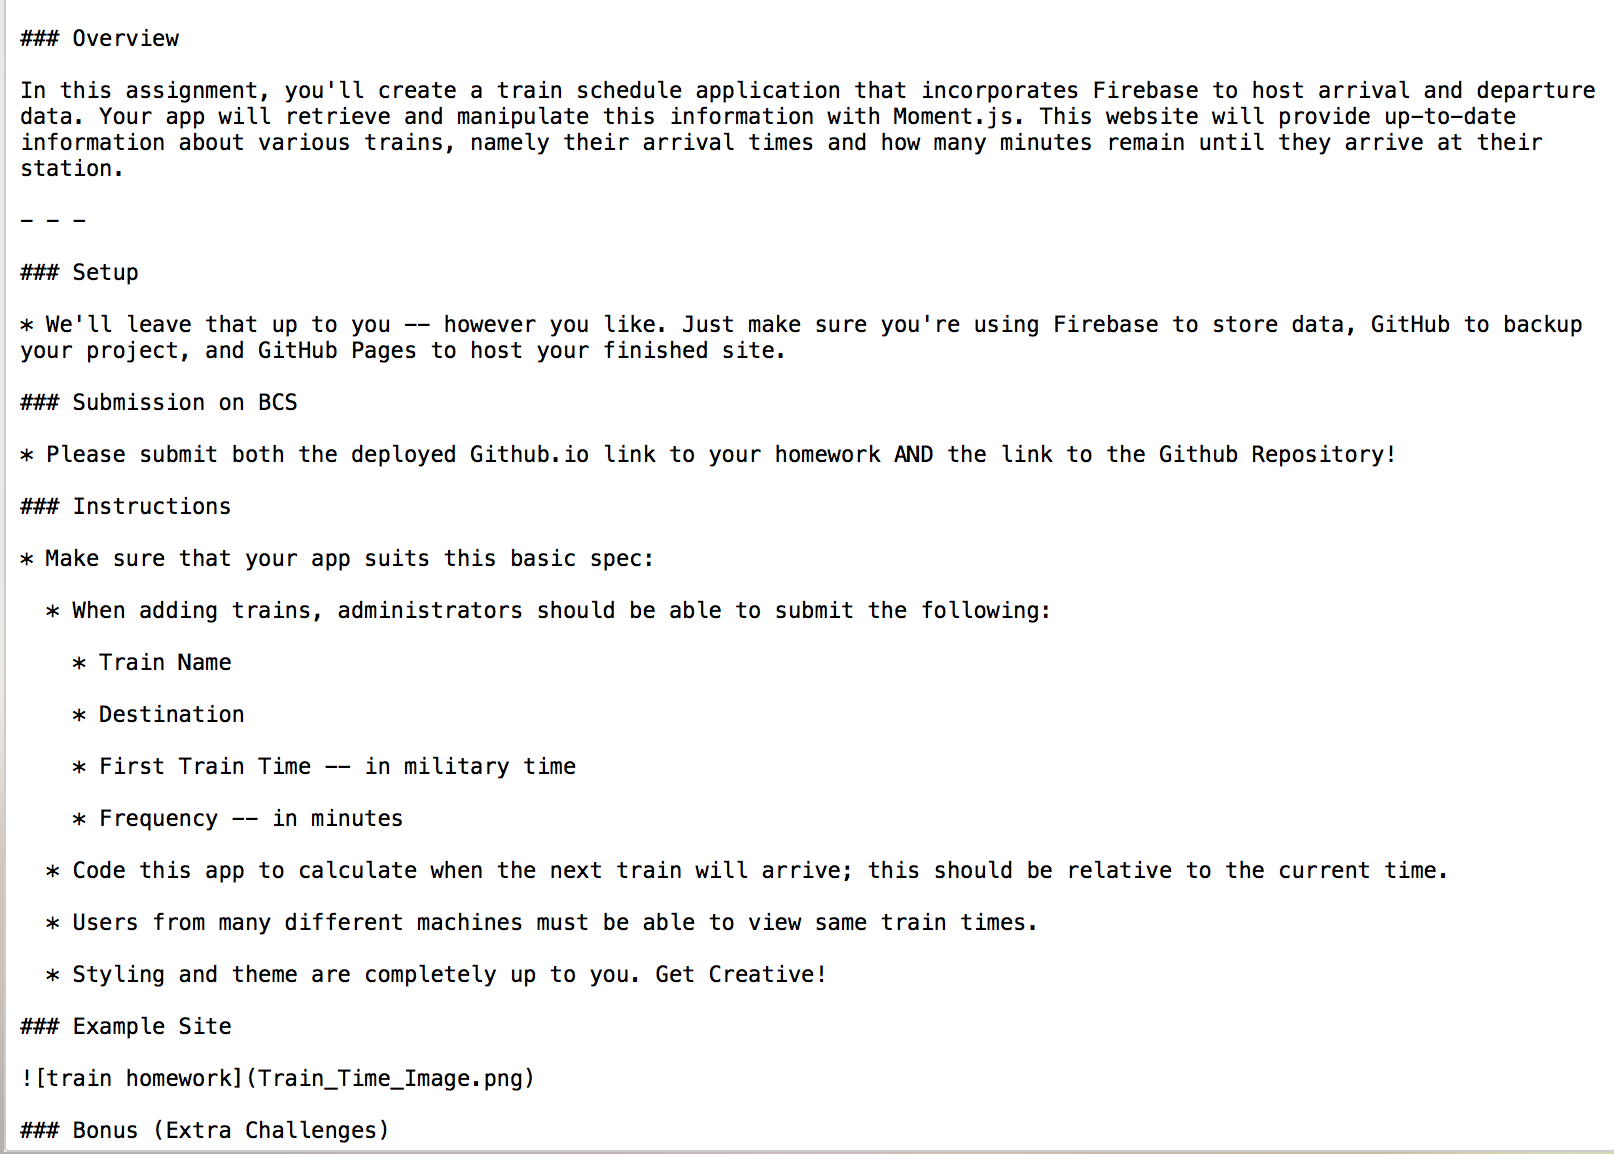 ### Overview
In this assignment, you'll create a train schedule application that incorporates Firebase to host arrival and departure
data. Your app will retrieve and manipulate this information with Moment.js. This website will provide up-to-date
information about various trains, namely their arrival times and how many minutes remain until they arrive at their
station.
- - -
### Setup
* We'll leave that up to you -- however you like. Just make sure you're using Firebase to store data, GitHub to backup
your project, and GitHub Pages to host your finished site.
### Submission on BCS
* Please submit both the deployed Github.io link to your homework AND the link to the Github Repository!
### Instructions
* Make sure that your app suits this basic spec:
* When adding trains, administrators should be able to submit the following:
* Train Name
* Destination
* First Train Time -- in military time
* Frequency -- in minutes
* Code this app to calculate when the next train will arrive; this should be relative to the current time.
* Users from many different machines must be able to view same train times.
* Styling and theme are completely up to you. Get Creative!
### Example Site
![train homework](Train_Time_Image.png)
### Bonus (Extra Challenges)